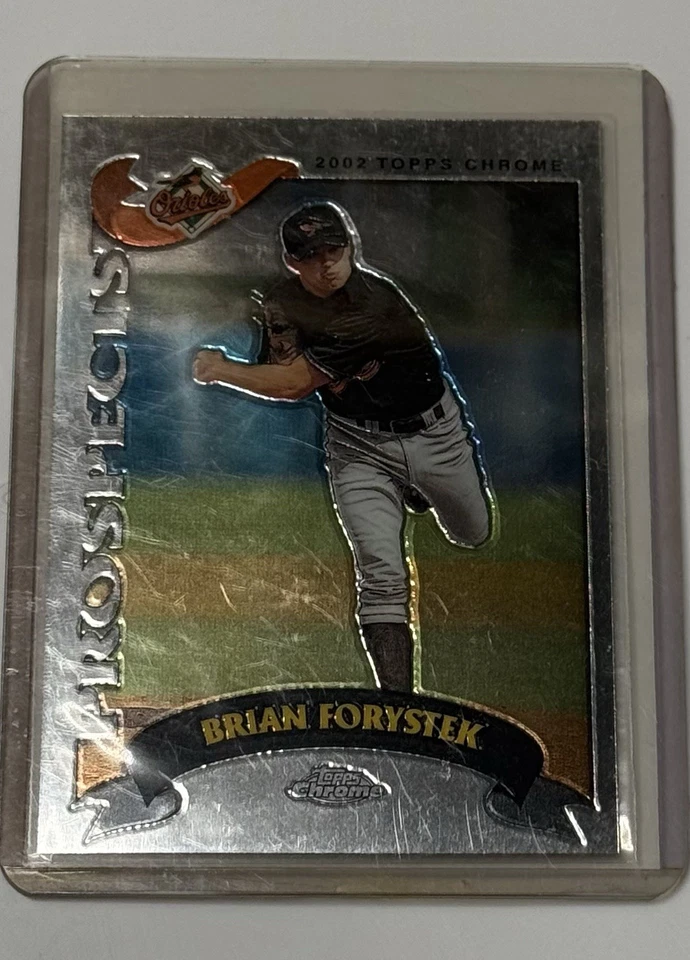 2002 TOPPS CHROME
Orioles
PROSPECTS
BRIAN FORYSTEK
Topps
Chrome